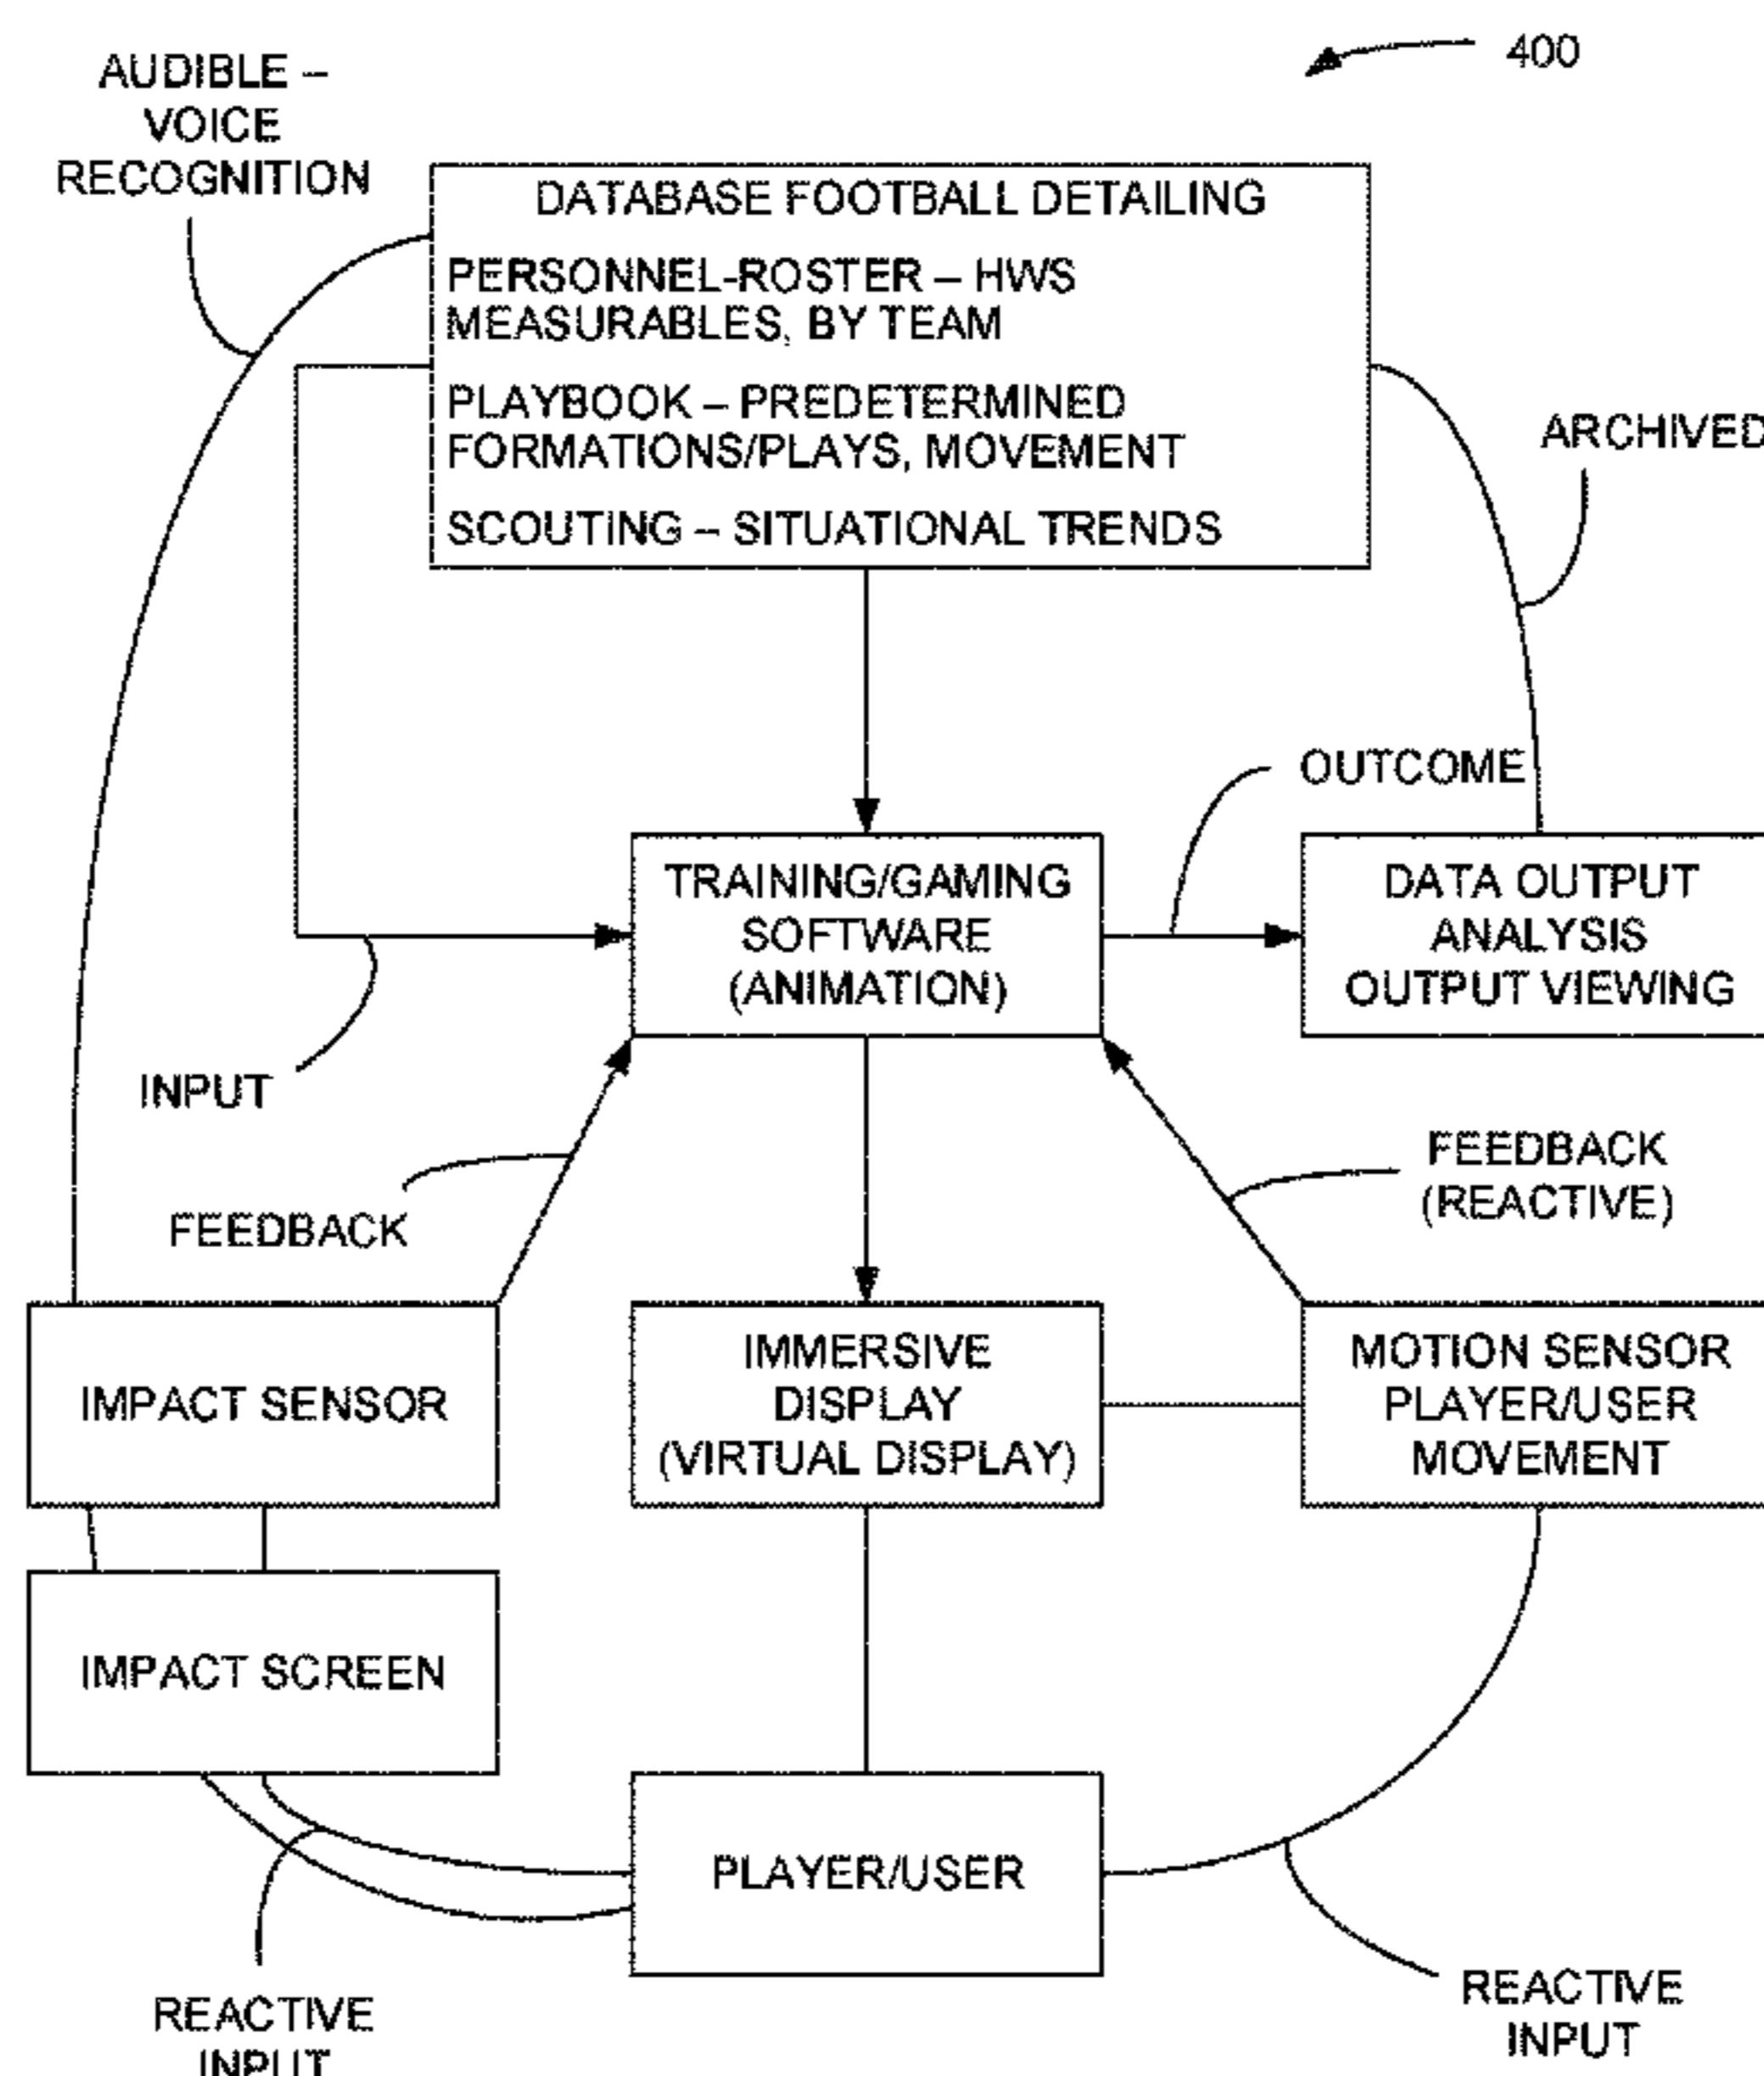 400
AUDIBLE –
VOICE
RECOGNITION
DATABASE FOOTBALL DETAILING
PERSONNEL-ROSTER – HWS
MEASURABLES, BY TEAM
PLAYBOOK – PREDETERMINED
FORMATIONS/PLAYS, MOVEMENT
SCOUTING – SITUATIONAL TRENDS
ARCHIVED
OUTCOME
TRAINING/GAMING
SOFTWARE
(ANIMATION)
DATA OUTPUT
ANALYSIS
OUTPUT VIEWING
INPUT
FEEDBACK
FEEDBACK
(REACTIVE)
IMPACT SENSOR
IMMERSIVE
DISPLAY
(VIRTUAL DISPLAY)
MOTION SENSOR
PLAYER/USER
MOVEMENT
IMPACT SCREEN
PLAYER/USER
REACTIVE
INPUT
REACTIVE
INPUT